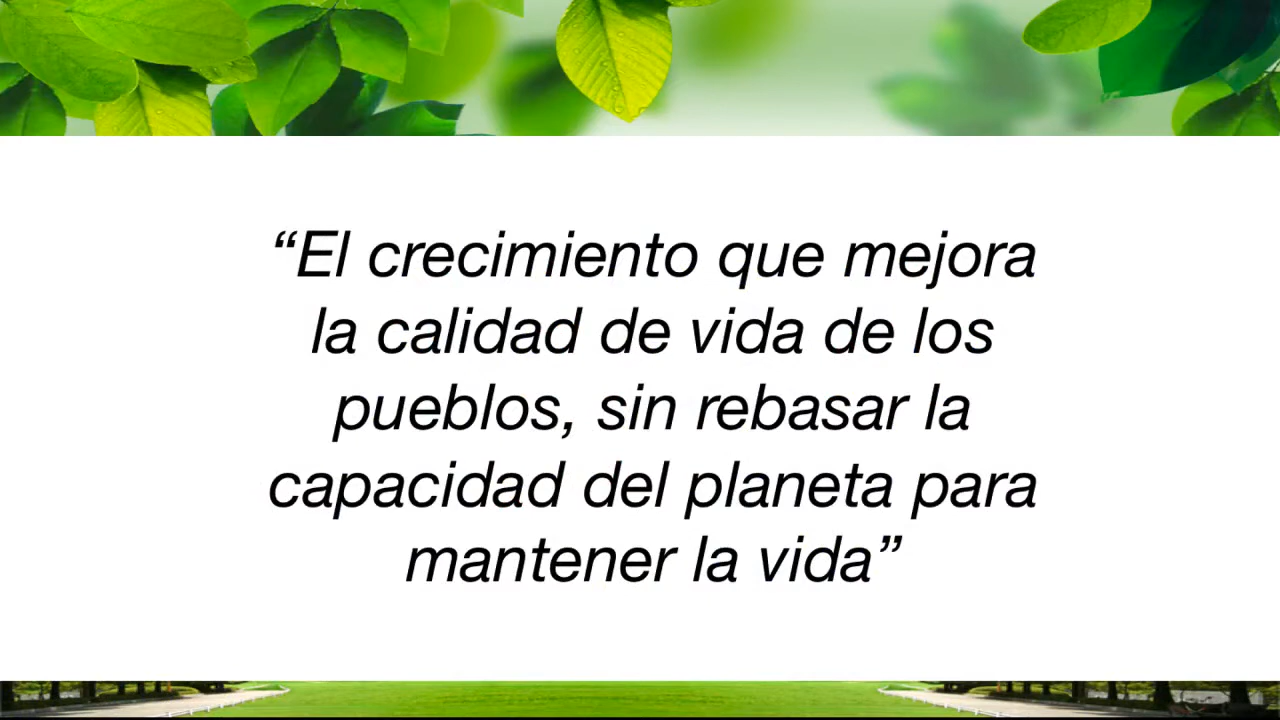 “El crecimiento que mejora
la calidad de vida de los
pueblos, sin rebasar la
capacidad del planeta para
mantener la vida”